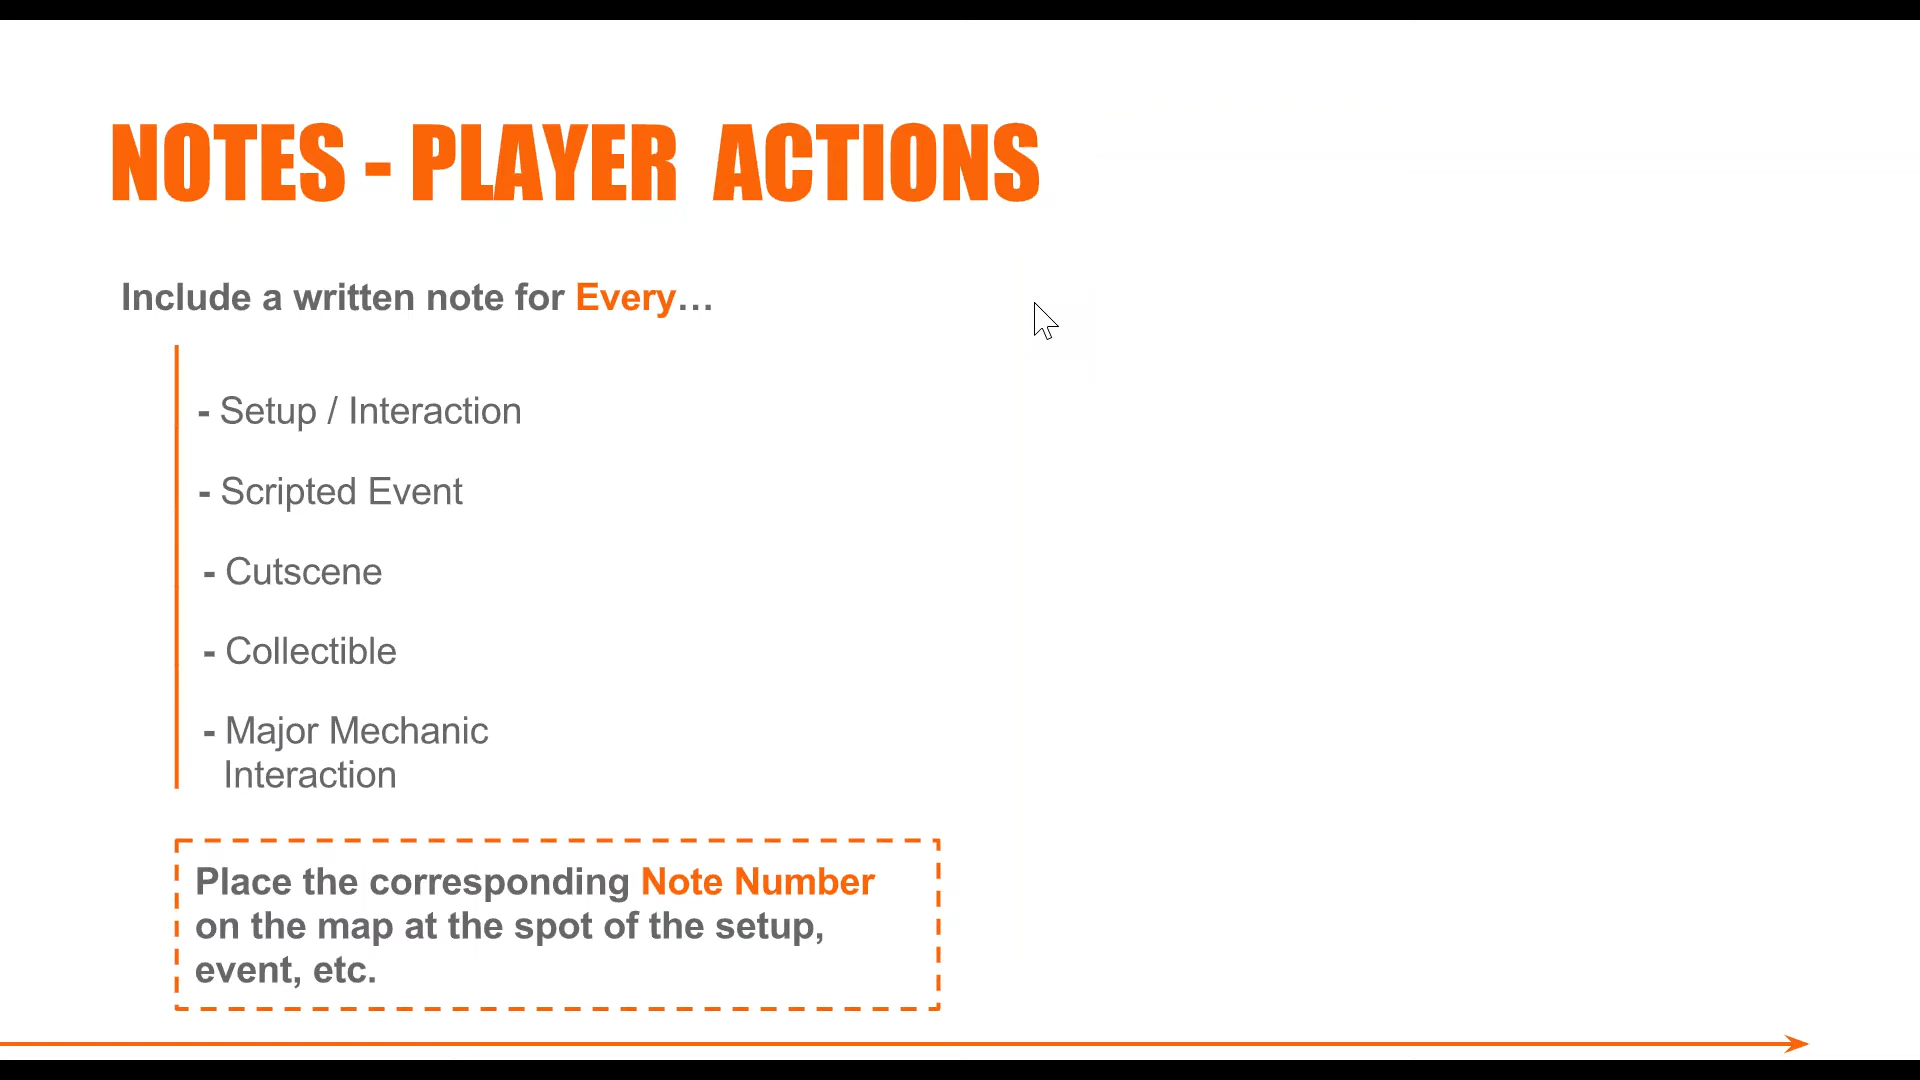 NOTES - PLAYER ACTIONS
Include a written note for Every…
- Setup / Interaction
- Scripted Event
- Cutscene
- Collectible
- Major Mechanic
Interaction
Place the corresponding Note Number
on the map at the spot of the setup,
event, etc.